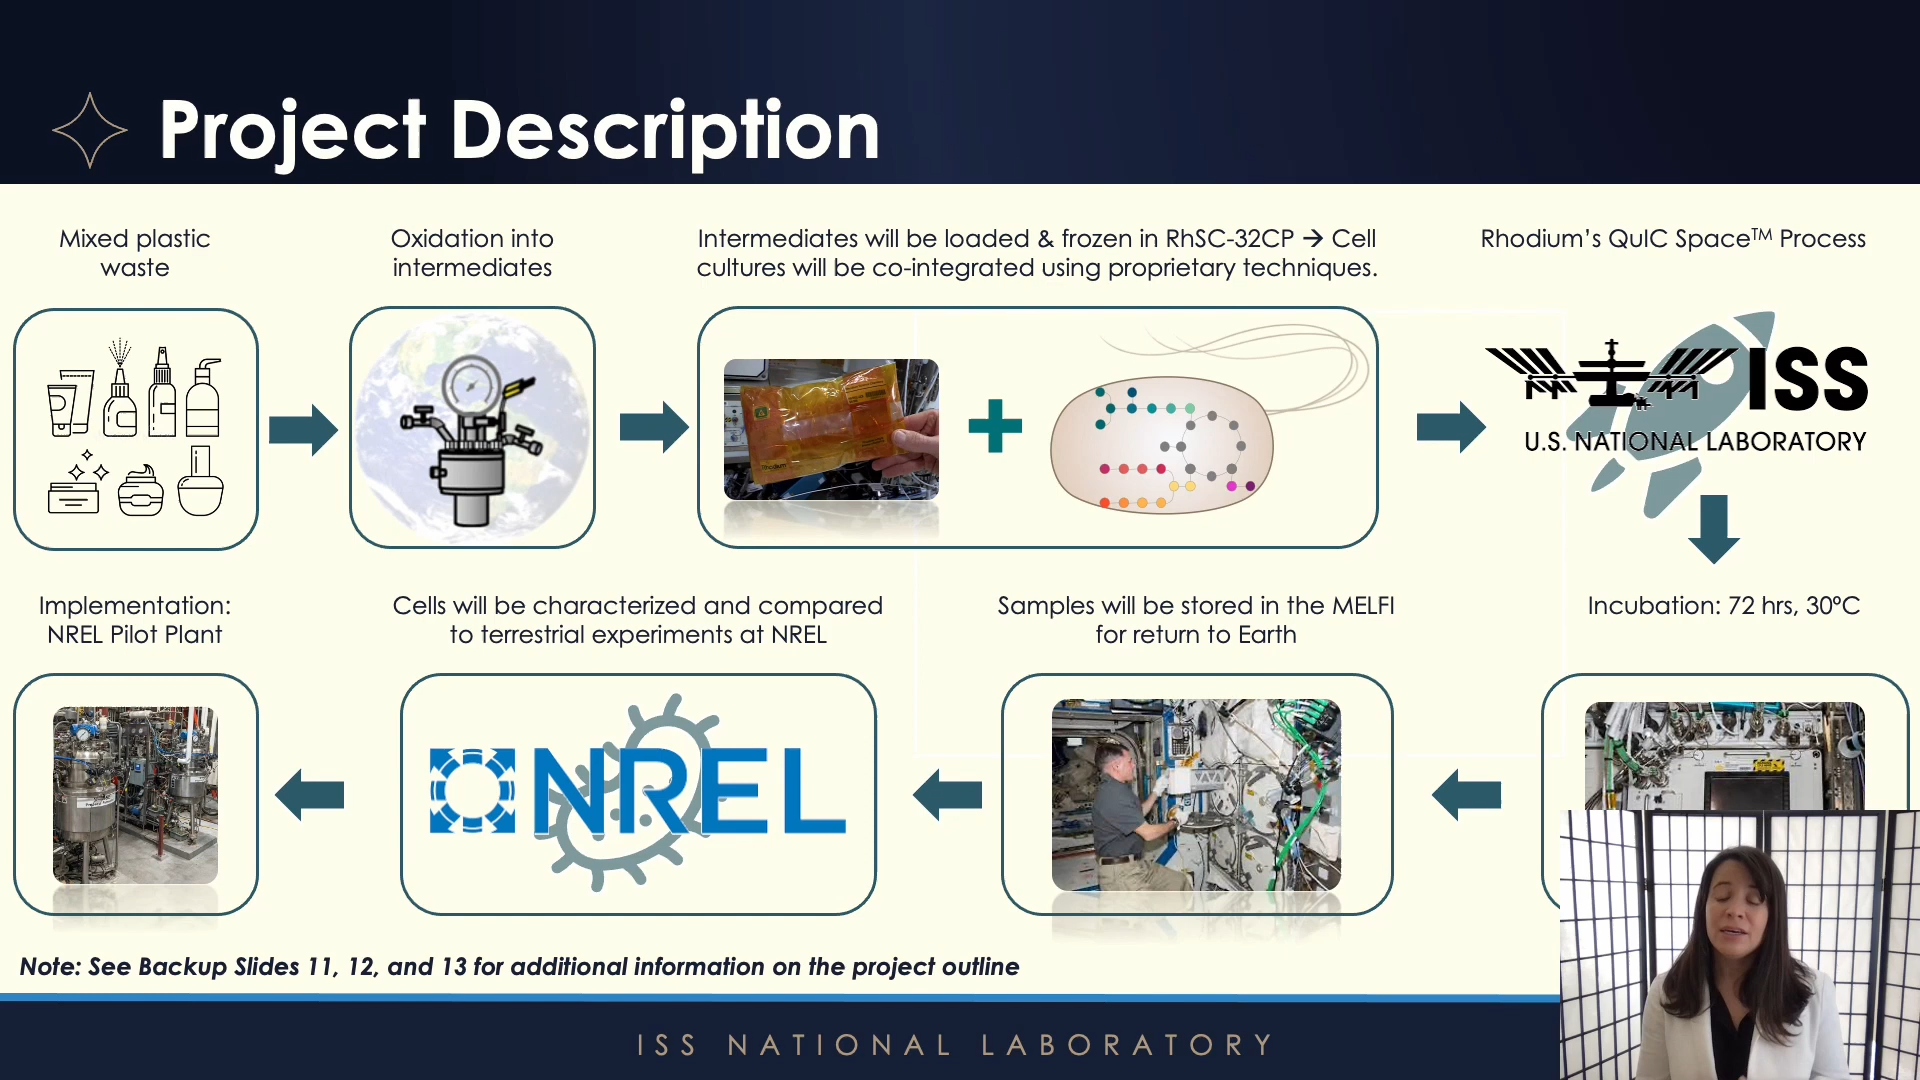 Project Description
Mixed plastic
waste
Oxidation into
intermediates
Intermediates will be loaded & frozen in RhSC-32CP → Cell
cultures will be co-integrated using proprietary techniques.
Rhodium's QuIC Space™ Process
Rhodium
ISS
U.S. NATIONAL LABORATORY
Implementation:
NREL Pilot Plant
Cells will be characterized and compared
to terrestrial experiments at NREL
Samples will be stored in the MELFI
for return to Earth
Incubation: 72 hrs, 30ºC
NREL
Note: See Backup Slides 11, 12, and 13 for additional information on the project outline
ISS NATIONAL LABORATORY